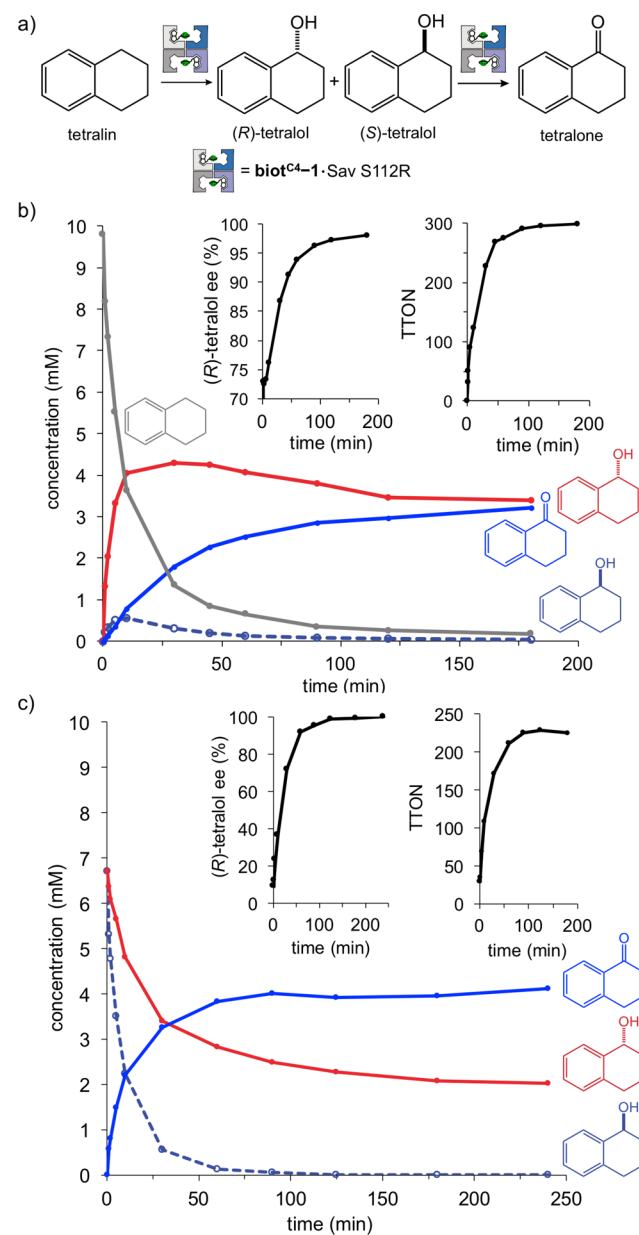 a)
OH
OH
O
+
tetralin
(R)-tetralol
(S)-tetralol
tetralone
= biot^C4–1·Sav S112R
b)
10
9
8
7
6
5
4
3
2
1
0
concentration (mM)
0
50
100
150
200
time (min)
100
95
90
85
80
75
70
(R)-tetralol ee (%)
0
100
200
time (min)
300
200
100
0
TTON
0
100
200
time (min)
OH
O
OH
c)
10
9
8
7
6
5
4
3
2
1
0
concentration (mM)
0
50
100
150
200
250
time (min)
100
80
60
40
20
0
(R)-tetralol ee (%)
0
100
200
time (min)
250
200
150
100
50
0
TTON
0
100
200
time (min)
O
OH
OH